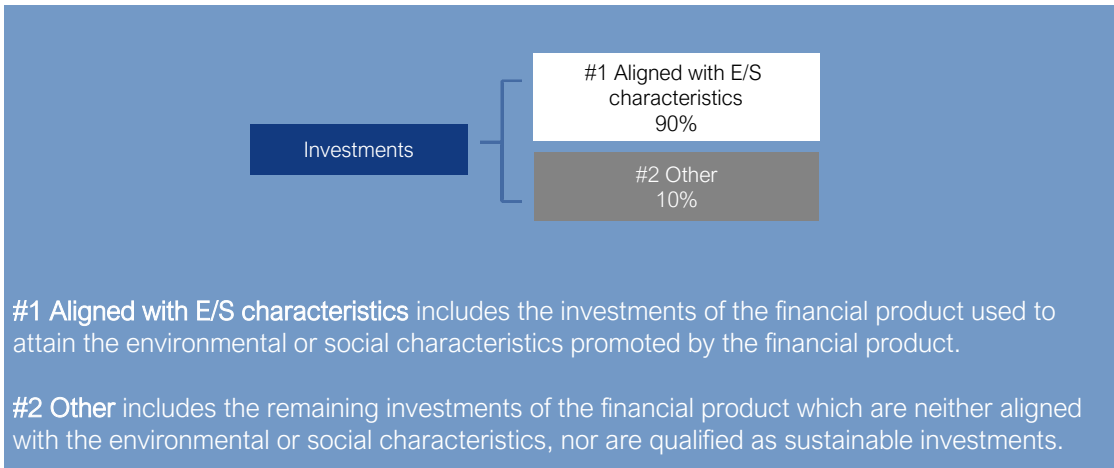 Investments
#1 Aligned with E/S
characteristics
90%
#2 Other
10%
#1 Aligned with E/S characteristics includes the investments of the financial product used to
attain the environmental or social characteristics promoted by the financial product.
#2 Other includes the remaining investments of the financial product which are neither aligned
with the environmental or social characteristics, nor are qualified as sustainable investments.